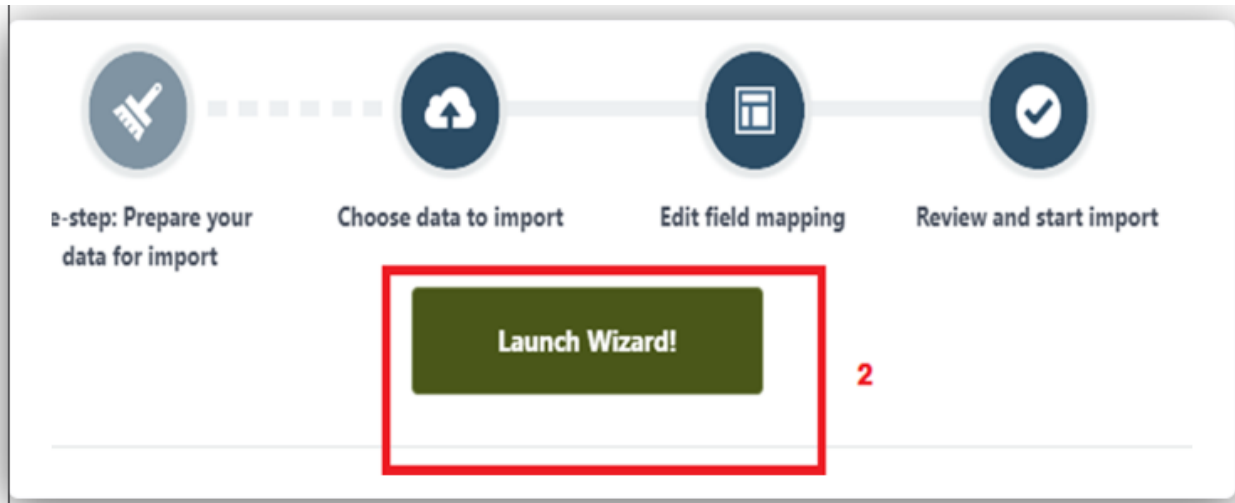 e-step: Prepare your
data for import
Choose data to import
Edit field mapping
Review and start import
Launch Wizard!
2